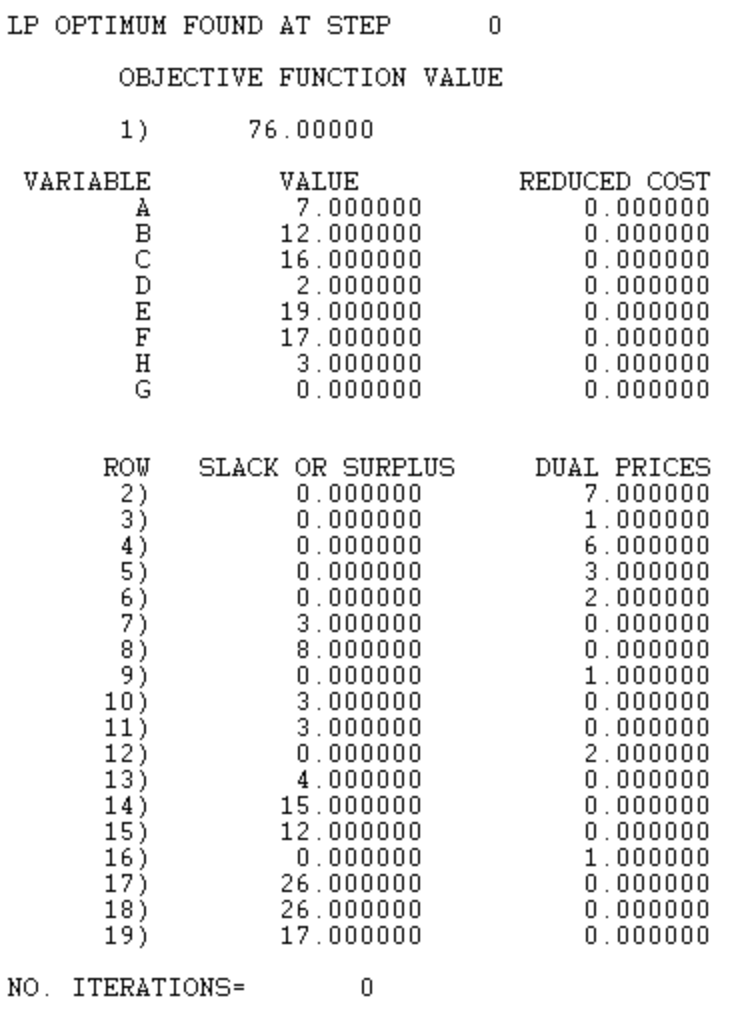 LP OPTIMUM FOUND AT STEP 0
OBJECTIVE FUNCTION VALUE
1) 76.00000
VARIABLE VALUE REDUCED COST
A 7.000000 0.000000
B 12.000000 0.000000
C 16.000000 0.000000
D 2.000000 0.000000
E 19.000000 0.000000
F 17.000000 0.000000
H 3.000000 0.000000
G 0.000000 0.000000
ROW SLACK OR SURPLUS DUAL PRICES
2) 0.000000 7.000000
3) 0.000000 1.000000
4) 0.000000 6.000000
5) 0.000000 3.000000
6) 0.000000 2.000000
7) 3.000000 0.000000
8) 8.000000 0.000000
9) 0.000000 1.000000
10) 3.000000 0.000000
11) 3.000000 0.000000
12) 0.000000 2.000000
13) 4.000000 0.000000
14) 15.000000 0.000000
15) 12.000000 0.000000
16) 0.000000 1.000000
17) 26.000000 0.000000
18) 26.000000 0.000000
19) 17.000000 0.000000
NO. ITERATIONS= 0